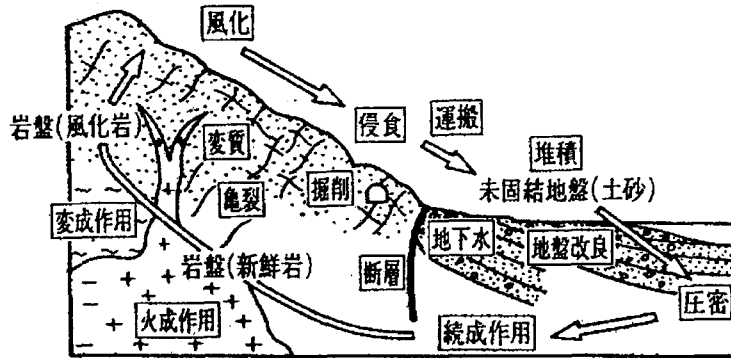 風化
侵食
運搬
堆積
岩盤(風化岩)
変質
未固結地盤(土砂)
亀裂
掘削
変成作用
地下水
地盤改良
岩盤(新鮮岩)
断層
圧密
火成作用
続成作用